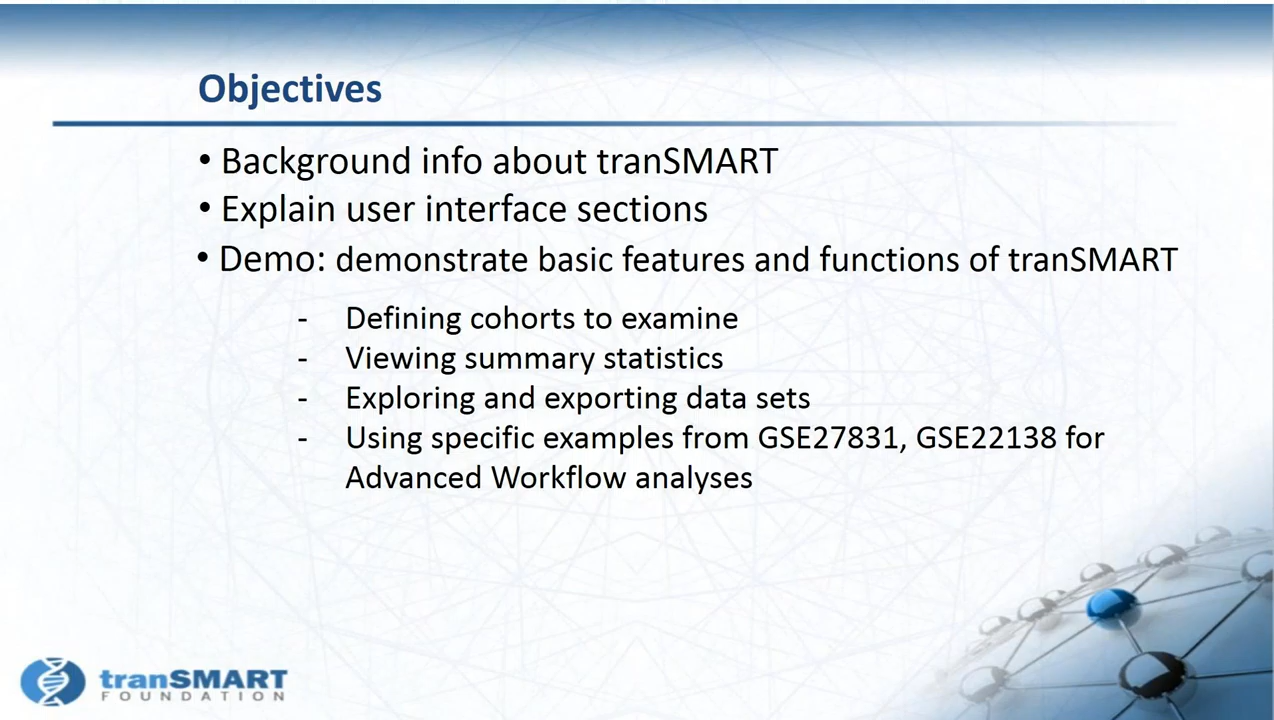 Objectives
• Background info about tranSMART
• Explain user interface sections
• Demo: demonstrate basic features and functions of tranSMART
- Defining cohorts to examine
- Viewing summary statistics
- Exploring and exporting data sets
- Using specific examples from GSE27831, GSE22138 for
Advanced Workflow analyses
tranSMART
FOUNDATION